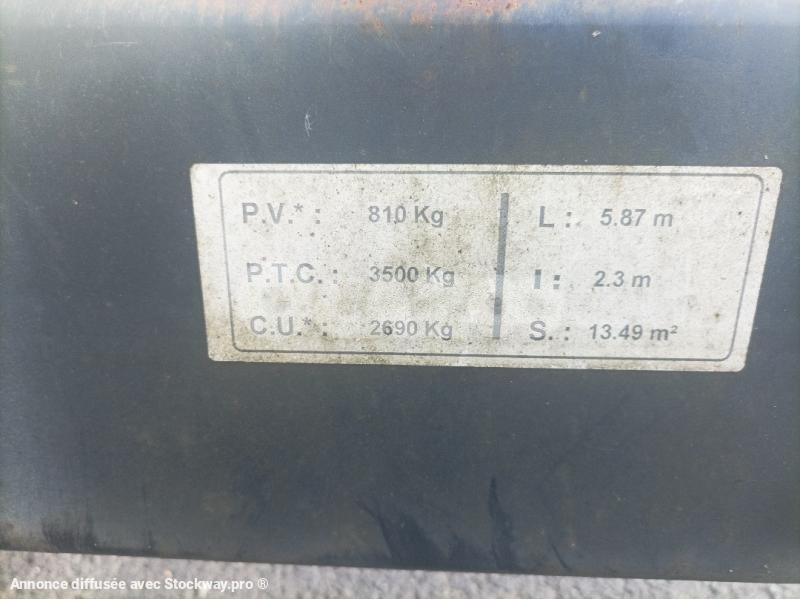 P.V.* : 810 Kg
P.T.C. : 3500 Kg
C.U.* : 2690 Kg
L : 5.87 m
l : 2.3 m
S. : 13.49 m²
Annonce diffusée avec Stockway.pro ®